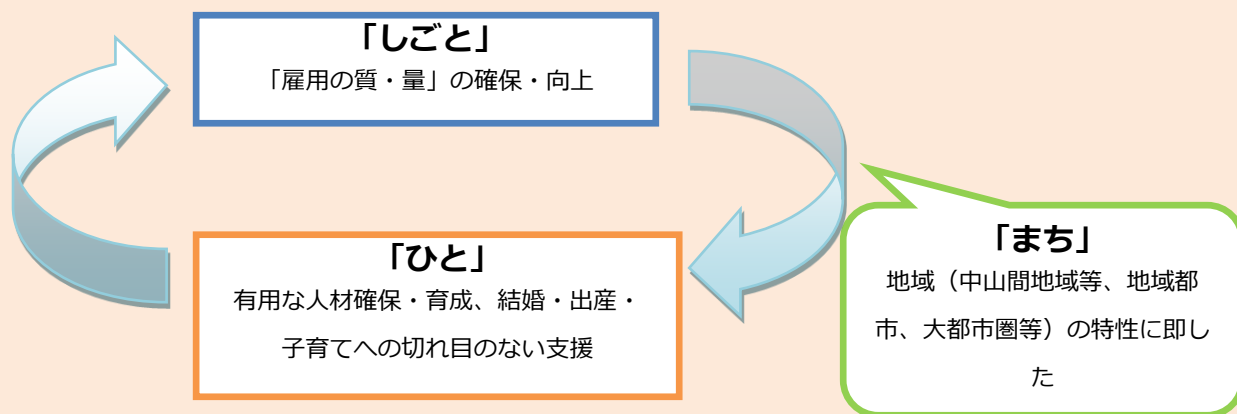 「しごと」
「雇用の質・量」の確保・向上
「ひと」
有用な人材確保・育成、結婚・出産・
子育てへの切れ目のない支援
「まち」
地域（中山間地域等、地域都
市、大都市圏等）の特性に即し
た